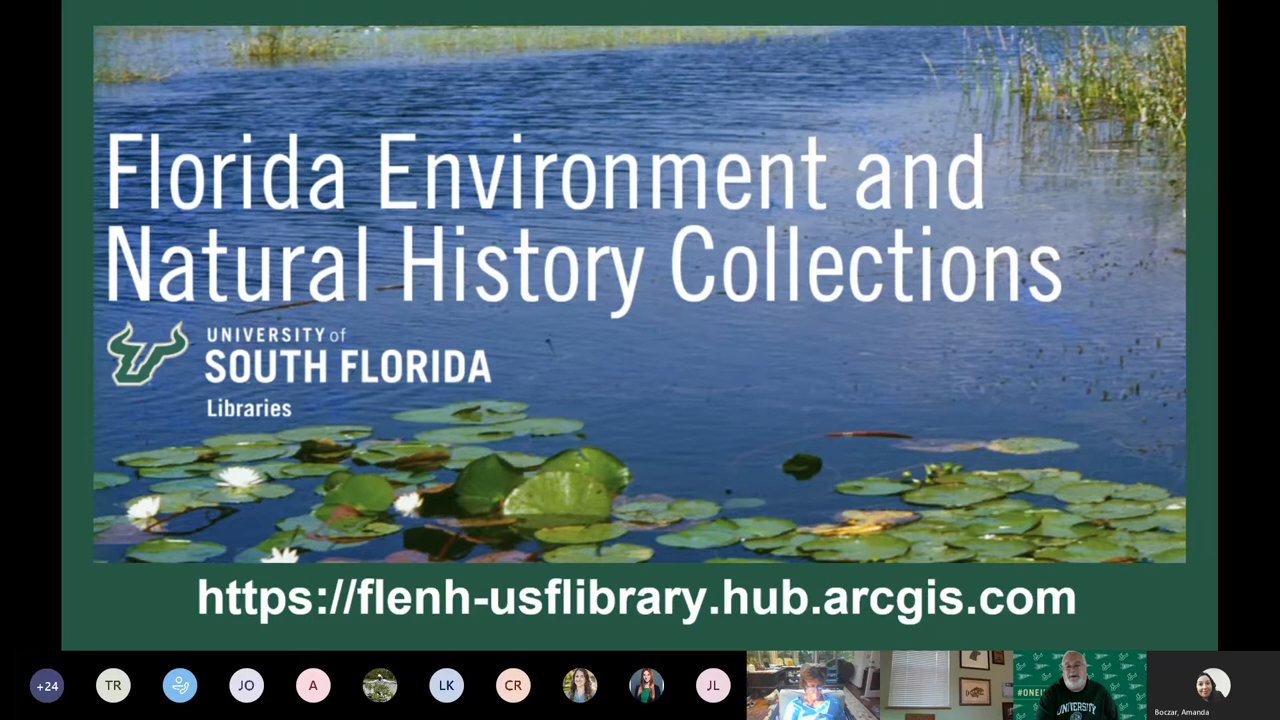 Florida Environment and
Natural History Collections
UNIVERSITY of
SOUTH FLORIDA
Libraries
https://flenh-usflibrary.hub.arcgis.com
+24
TR
JO
A
LK
CR
JL
UNIVERSITY
Boczar, Amanda